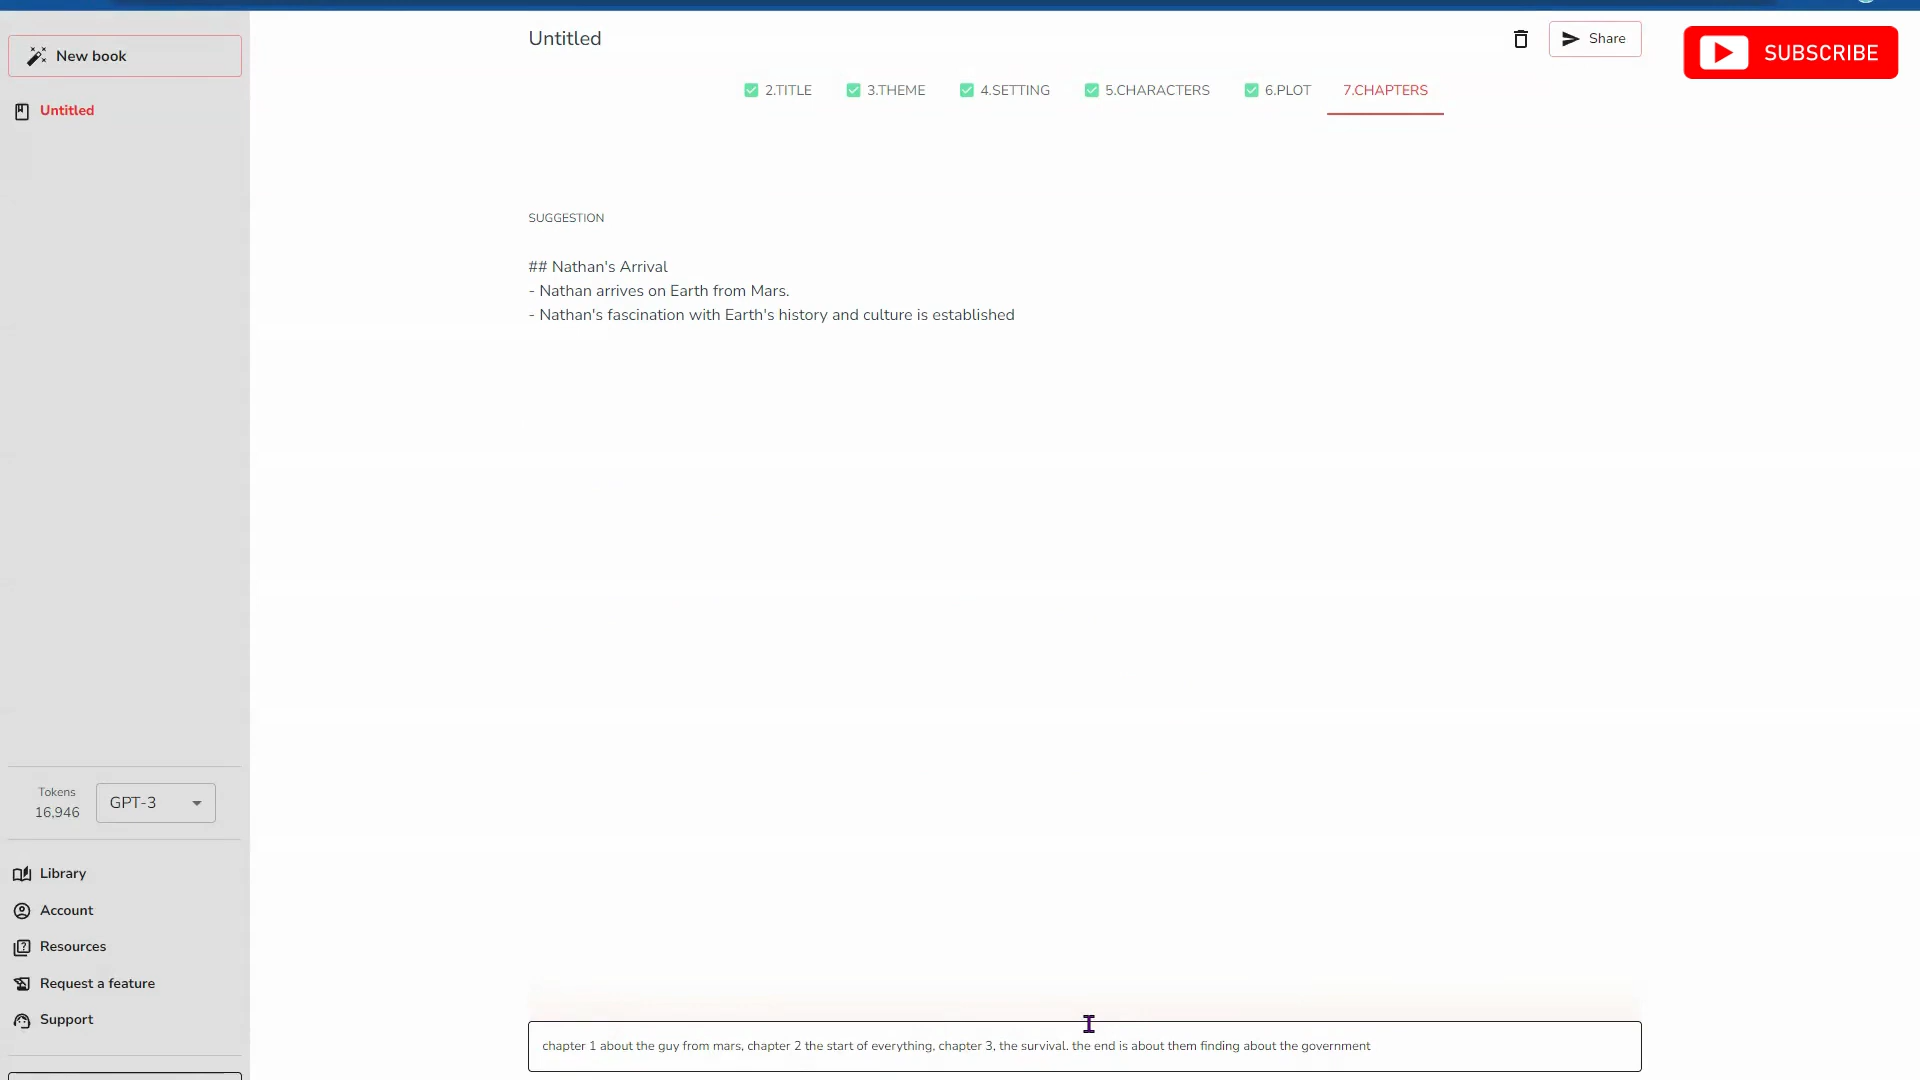 New book
Untitled
Tokens
16,946
GPT-3
Library
Account
Resources
Request a feature
Support
Untitled
Share
SUBSCRIBE
2.TITLE
3.THEME
4.SETTING
5.CHARACTERS
6.PLOT
7.CHAPTERS
SUGGESTION
## Nathan's Arrival
- Nathan arrives on Earth from Mars.
- Nathan's fascination with Earth's history and culture is established
chapter 1 about the guy from mars, chapter 2 the start of everything, chapter 3, the survival. the end is about them finding about the government